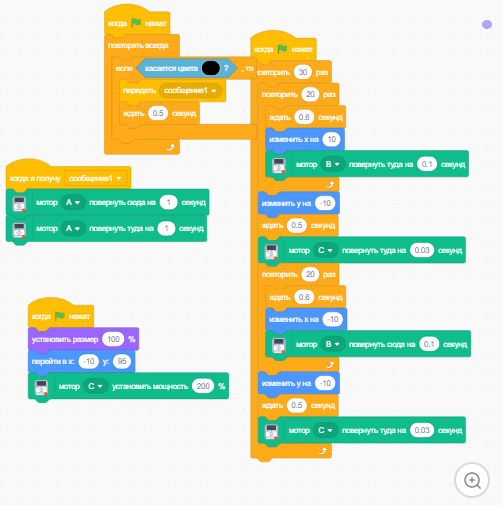 когда нажат
повторять всегда
если касается цвета ? , то
передать сообщение1
ждать 0.5 секунд
когда я получу сообщение1
мотор A повернуть сюда на 1 секунд
мотор A повернуть туда на 1 секунд
когда нажат
установить размер 100 %
перейти в x: -10 y: 95
мотор C установить мощность 200 %
когда нажат
повторить 30 раз
повторить 20 раз
ждать 0.6 секунд
изменить x на 10
мотор B повернуть туда на 0.1 секунд
изменить y на -10
ждать 0.5 секунд
мотор C повернуть туда на 0.03 секунд
повторить 20 раз
ждать 0.6 секунд
изменить x на -10
мотор B повернуть сюда на 0.1 секунд
изменить y на -10
ждать 0.5 секунд
мотор C повернуть туда на 0.03 секунд